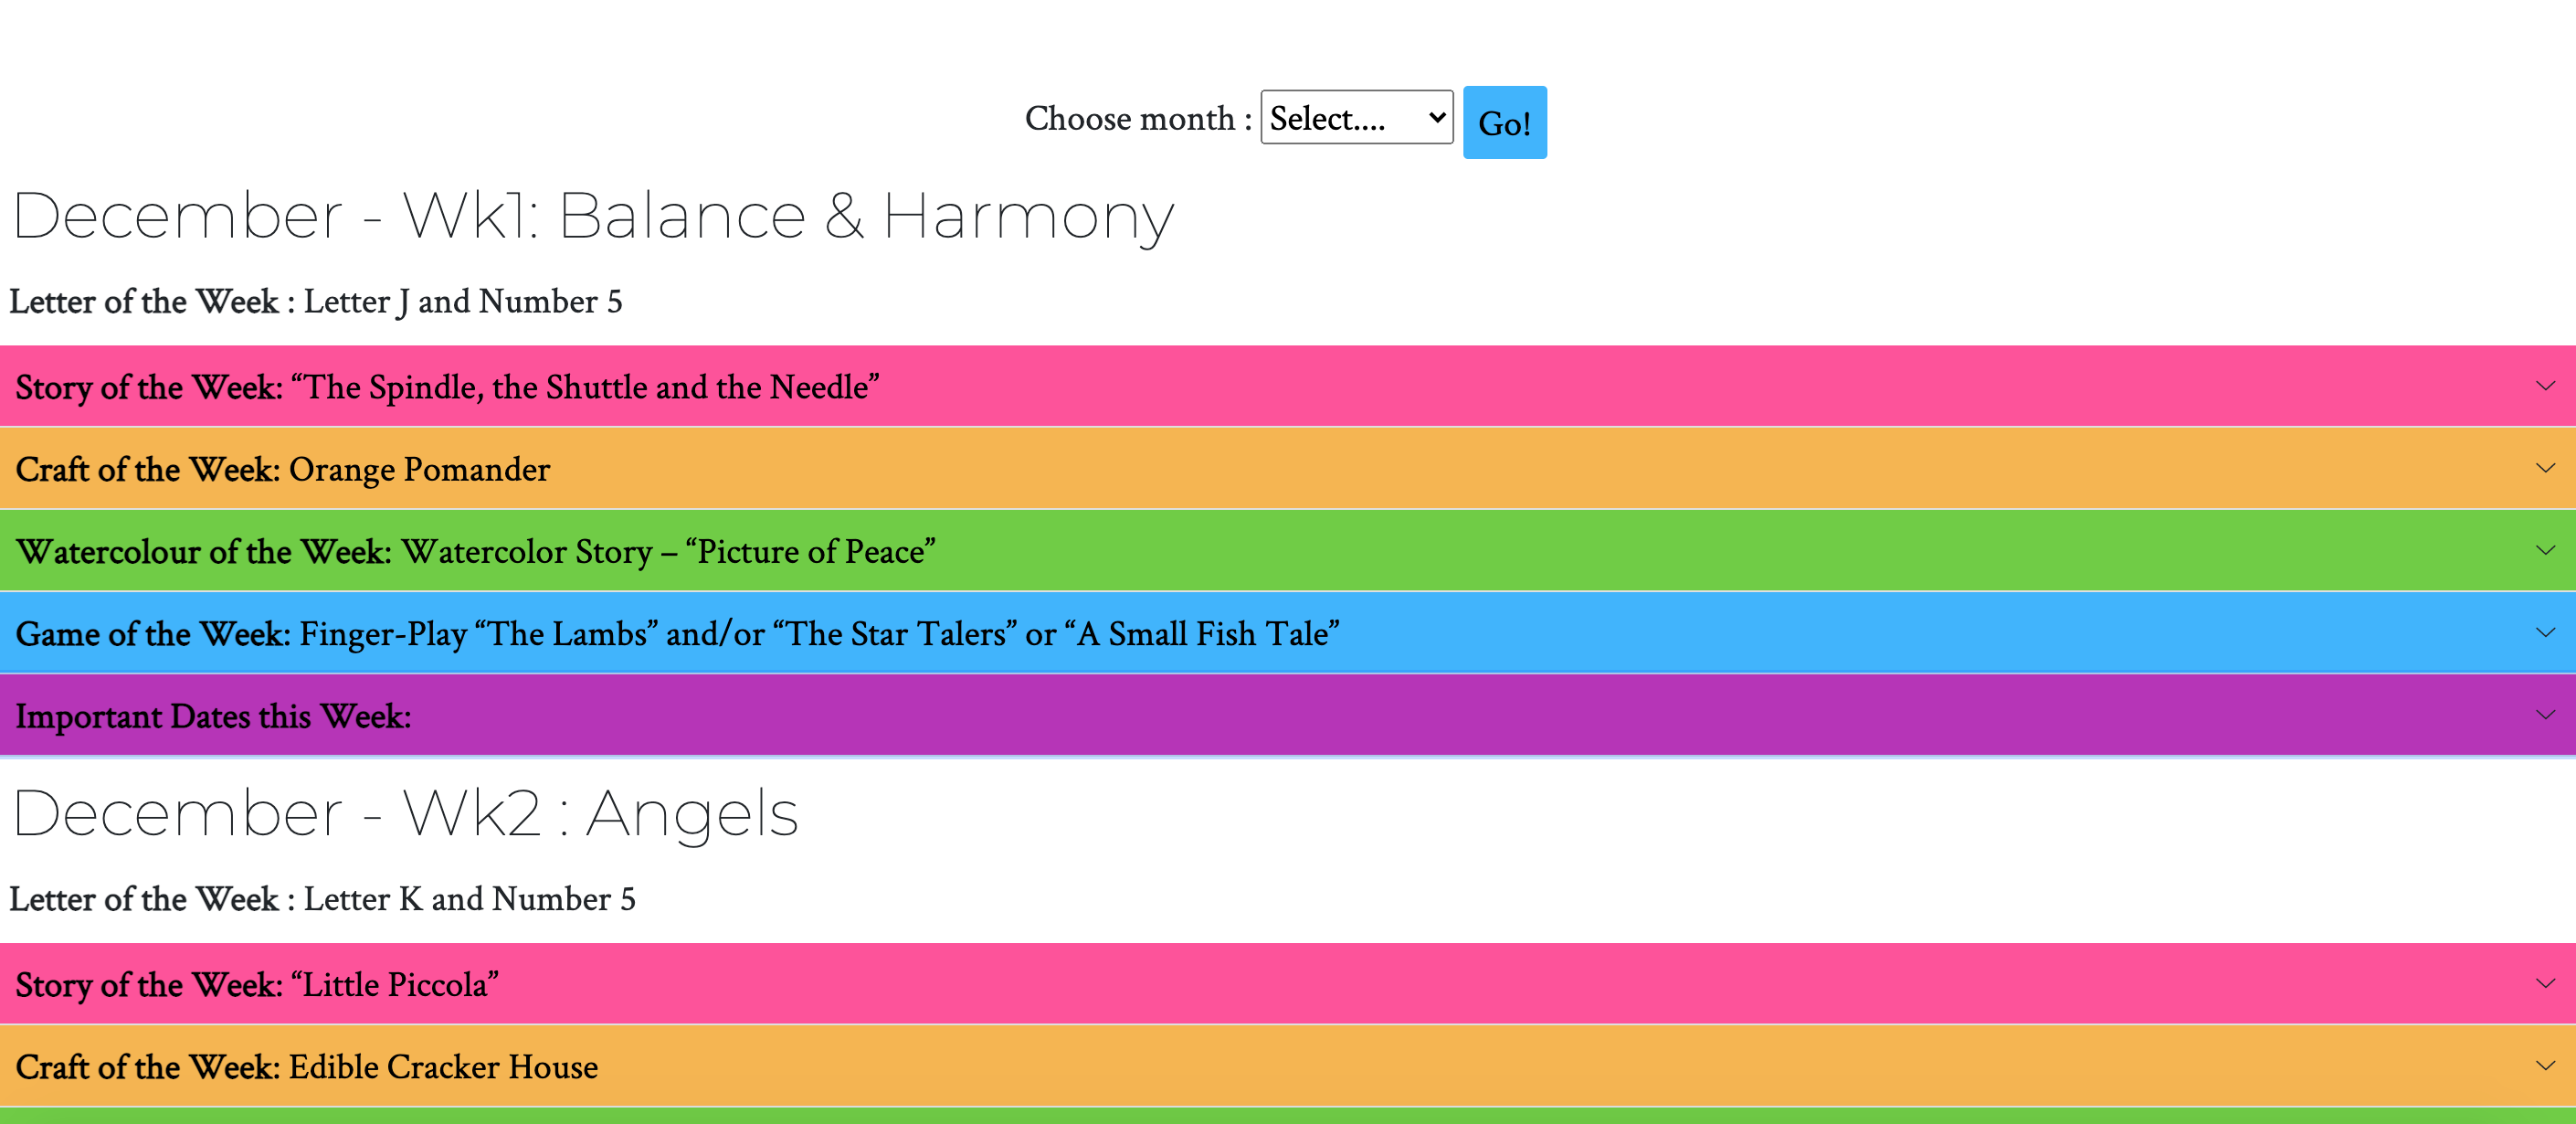 Choose month : Select.... Go!
December - Wk1: Balance & Harmony
Letter of the Week : Letter J and Number 5
Story of the Week: “The Spindle, the Shuttle and the Needle”
Craft of the Week: Orange Pomander
Watercolour of the Week: Watercolor Story – “Picture of Peace”
Game of the Week: Finger-Play “The Lambs” and/or “The Star Talers” or “A Small Fish Tale”
Important Dates this Week:
December - Wk2 : Angels
Letter of the Week : Letter K and Number 5
Story of the Week: “Little Piccola”
Craft of the Week: Edible Cracker House